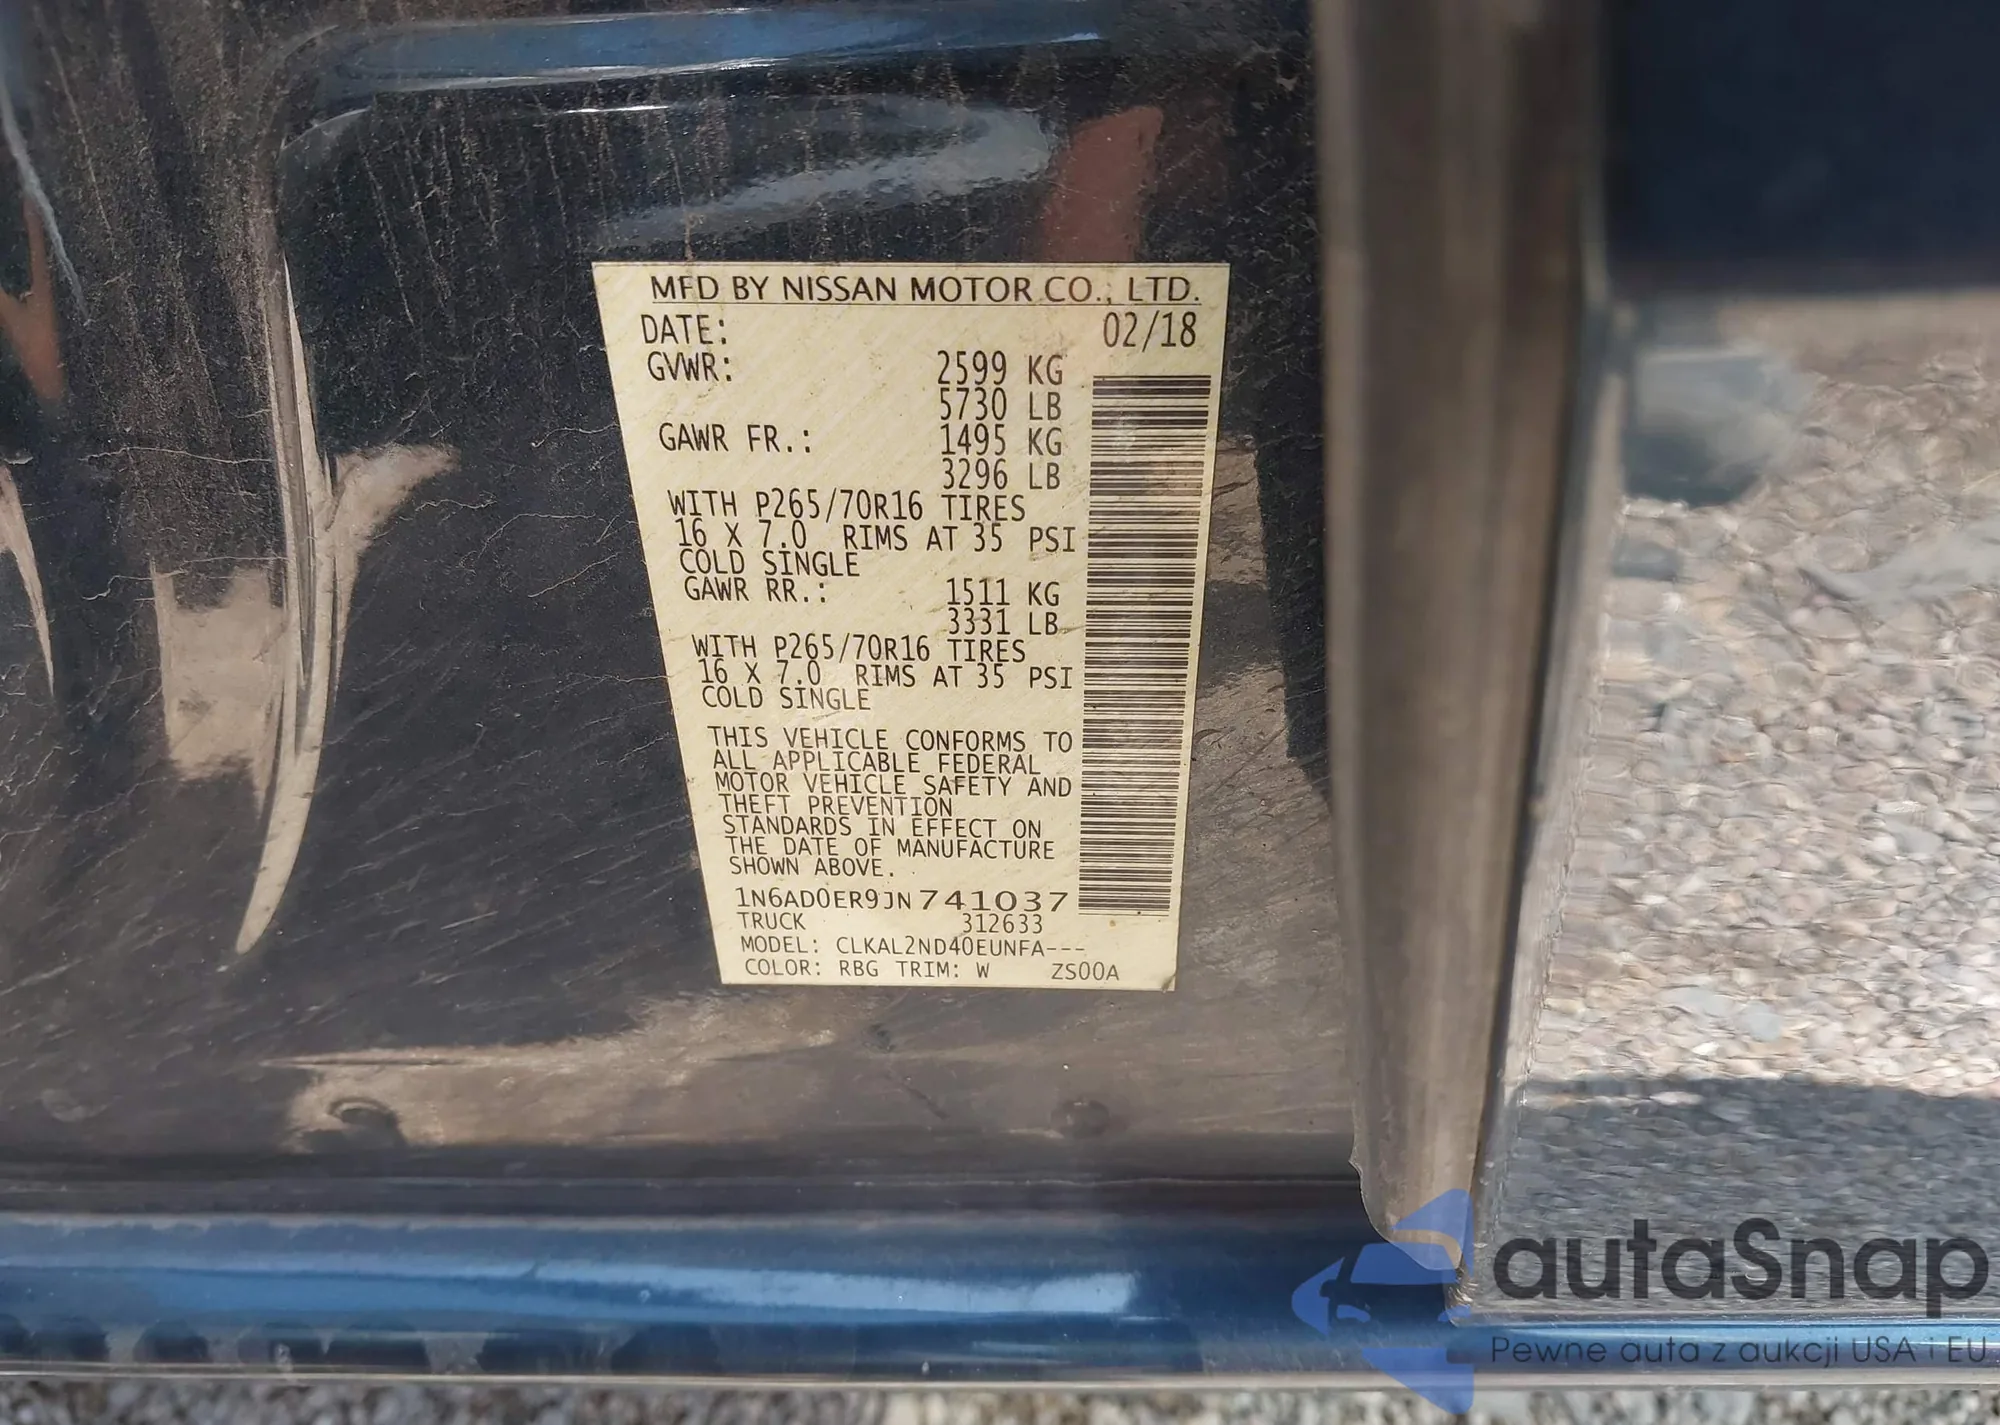 MFD BY NISSAN MOTOR CO., LTD.
DATE: 02/18
GVWR: 2599 KG
5730 LB
GAWR FR.: 1495 KG
3296 LB
WITH P265/70R16 TIRES
16 X 7.0 RIMS AT 35 PSI
COLD SINGLE
GAWR RR.: 1511 KG
3331 LB
WITH P265/70R16 TIRES
16 X 7.0 RIMS AT 35 PSI
COLD SINGLE
THIS VEHICLE CONFORMS TO
ALL APPLICABLE FEDERAL
MOTOR VEHICLE SAFETY AND
THEFT PREVENTION
STANDARDS IN EFFECT ON
THE DATE OF MANUFACTURE
SHOWN ABOVE.
1N6AD0ER9JN741037
TRUCK 312633
MODEL: CLKAL2ND40EUNFA---
COLOR: RBG TRIM: W ZS00A
autaSnap
Pewne auta z aukcji USA i EU